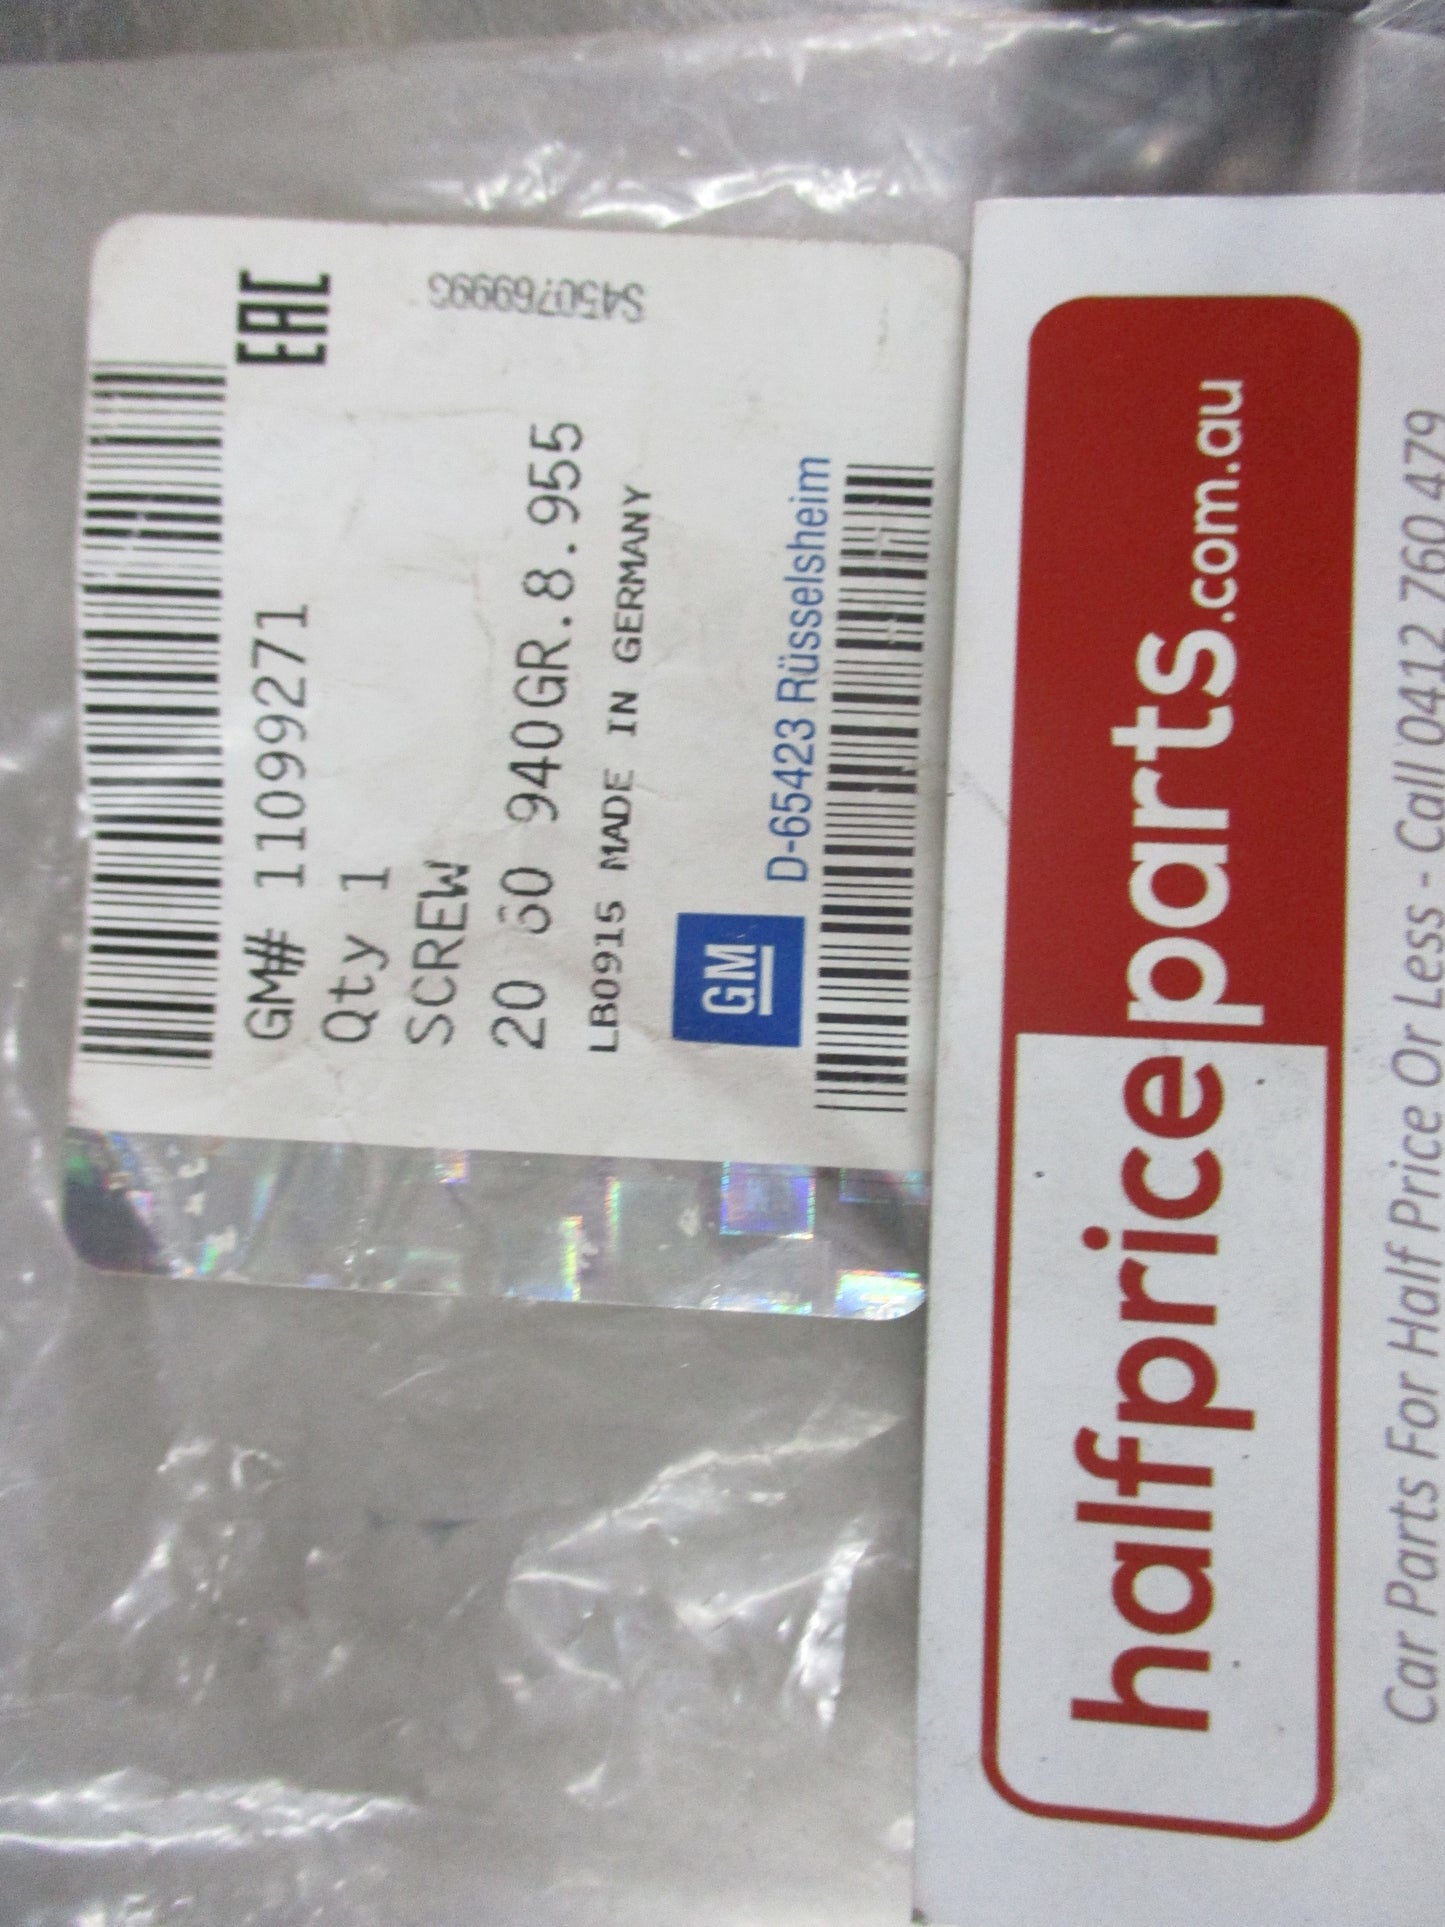 EAC
GM# 11099271
Qty 1
SCREW
20 60 940GR.8.955
LB0915 MADE IN GERMANY
GM
D-65423 Rüsselsheim
halfpriceparts.com.au
Car Parts For Half Price Or Less - Call 0412 760 479